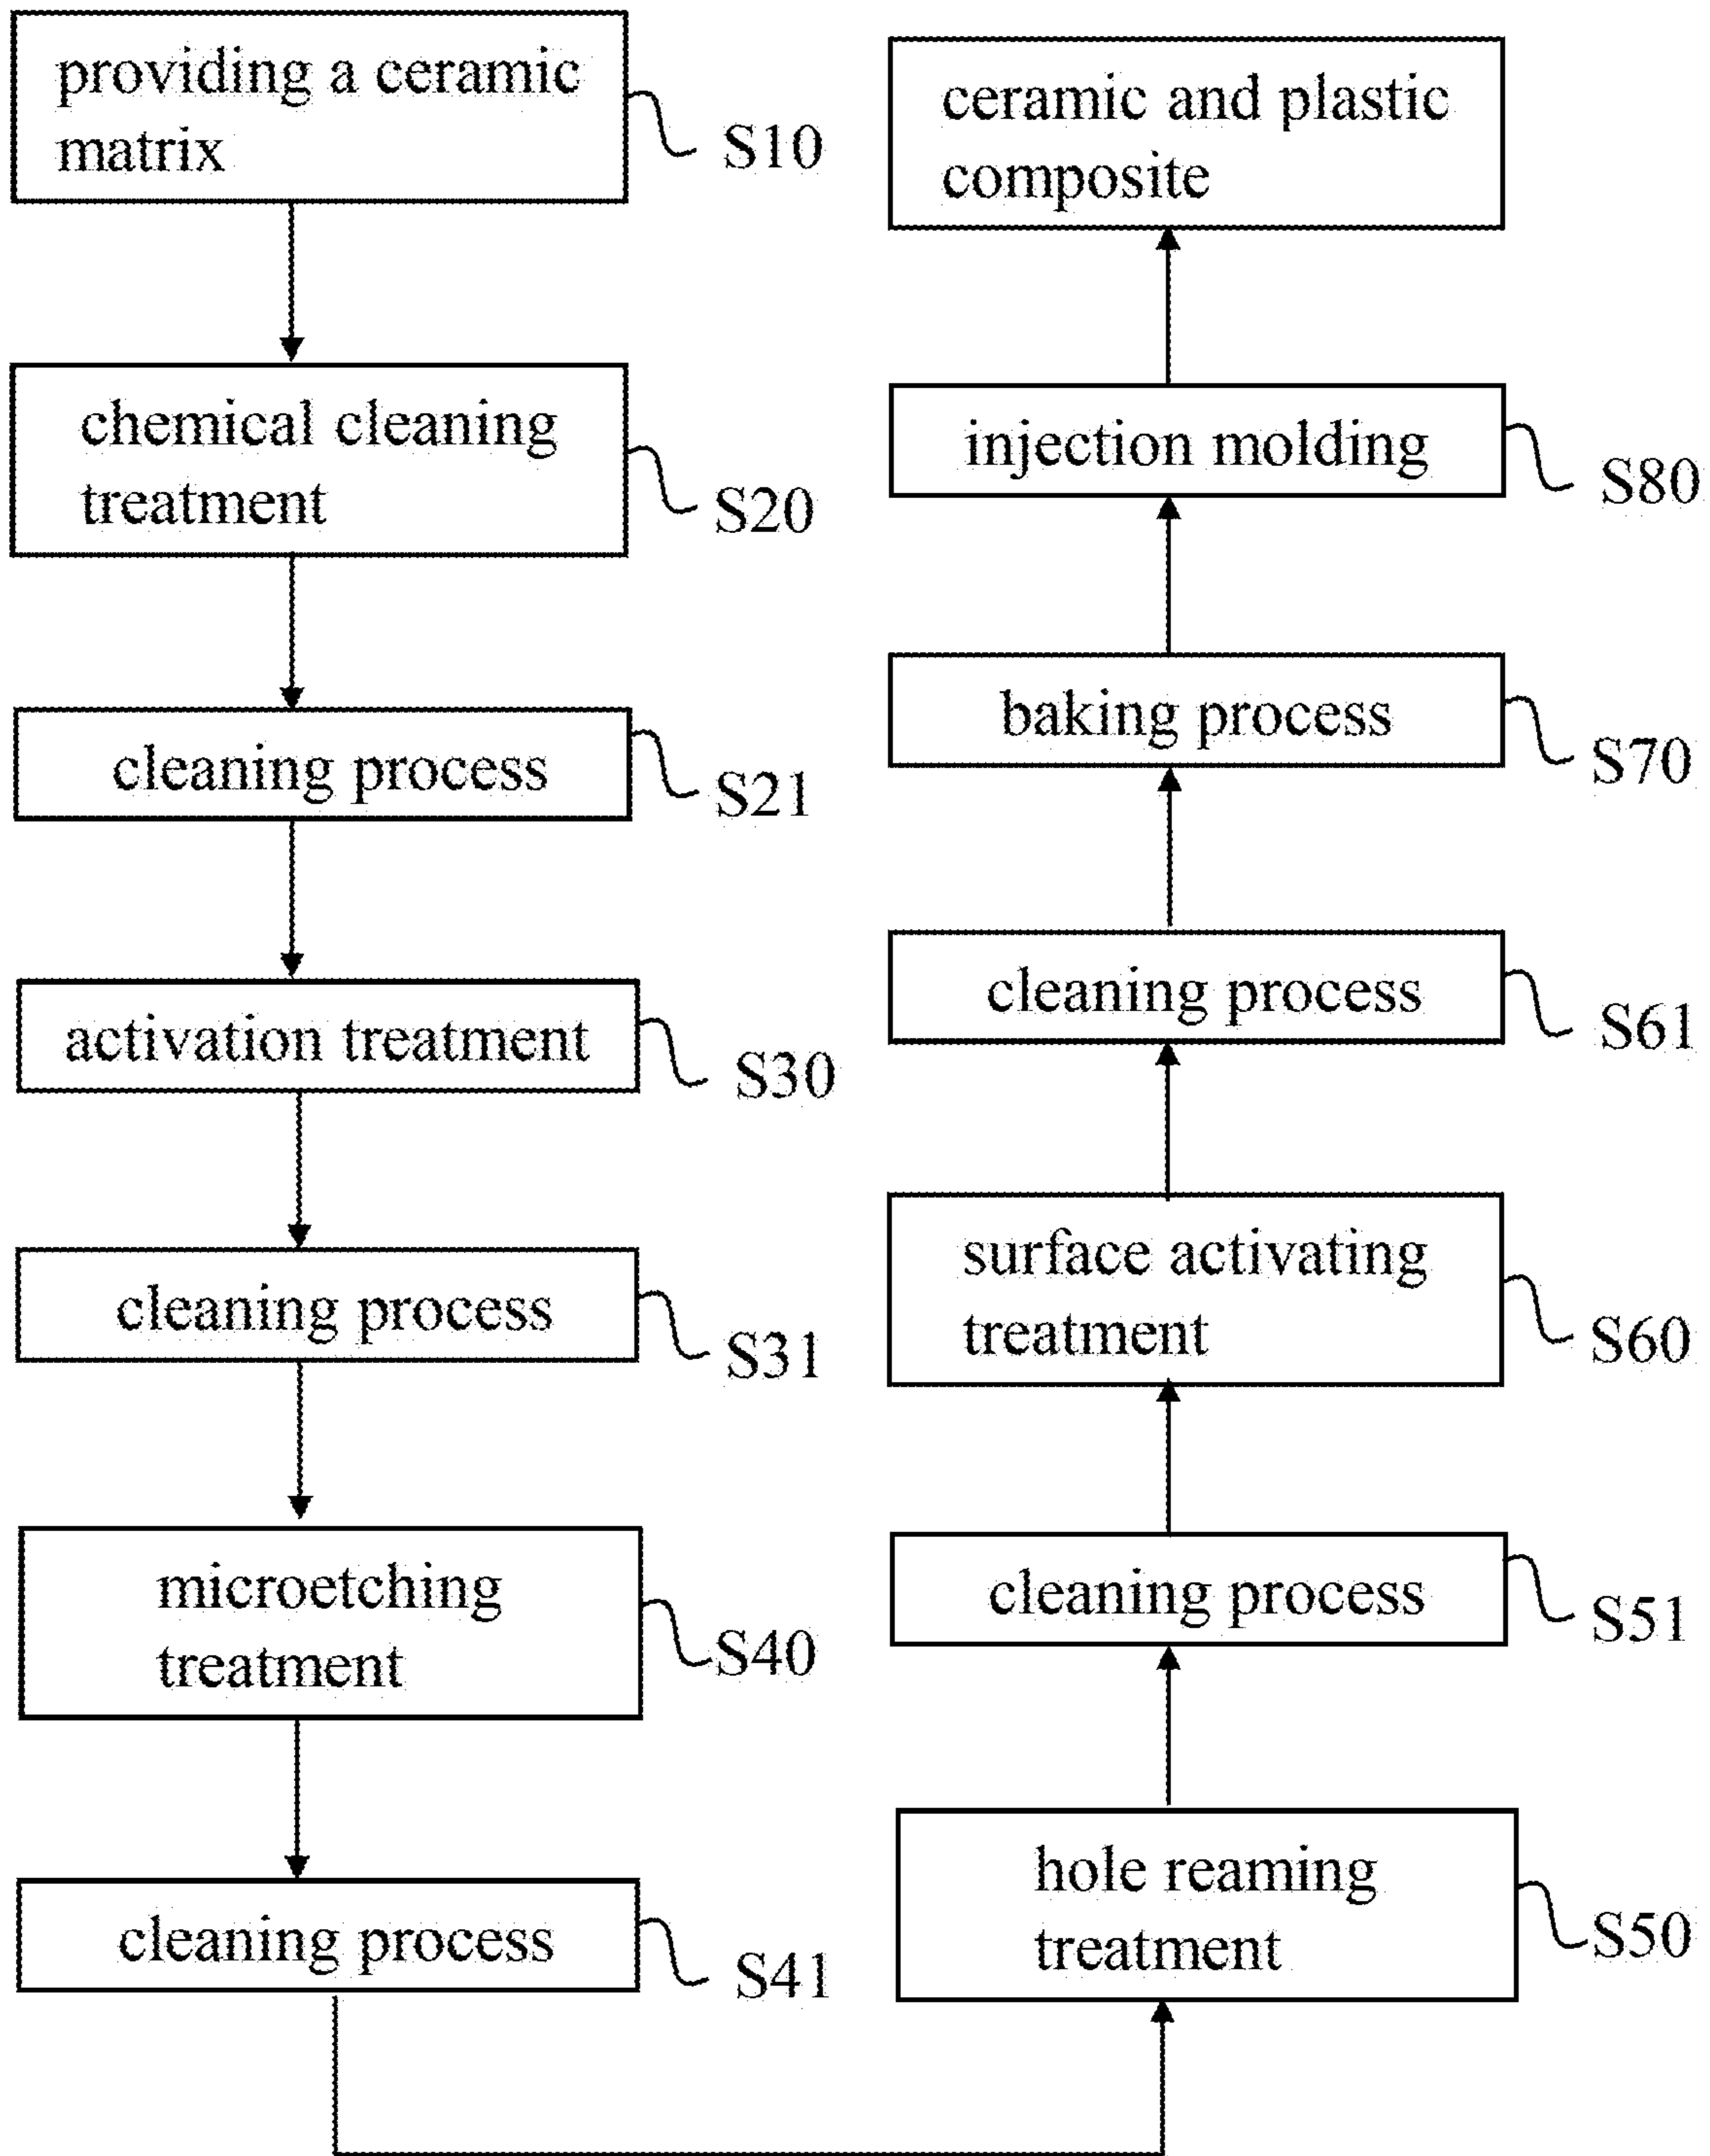 providing a ceramic
matrix
S10
chemical cleaning
treatment
S20
cleaning process
S21
activation treatment
S30
cleaning process
S31
microetching
treatment
S40
cleaning process
S41
hole reaming
treatment
S50
cleaning process
S51
surface activating
treatment
S60
cleaning process
S61
baking process
S70
injection molding
S80
ceramic and plastic
composite